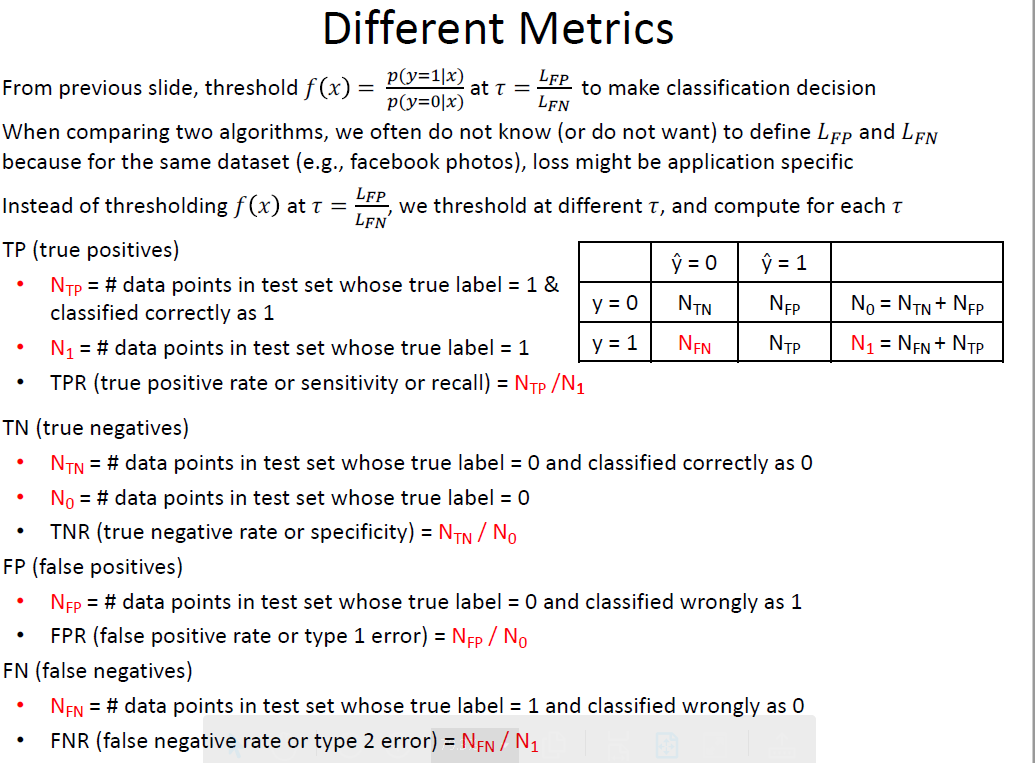 Different Metrics
From previous slide, threshold f(x) = p(y=1|x)/p(y=0|x) at τ = L_FP/L_FN to make classification decision
When comparing two algorithms, we often do not know (or do not want) to define L_FP and L_FN
because for the same dataset (e.g., facebook photos), loss might be application specific
Instead of thresholding f(x) at τ = L_FP/L_FN, we threshold at different τ, and compute for each τ
TP (true positives)
• N_TP = # data points in test set whose true label = 1 &
classified correctly as 1
• N_1 = # data points in test set whose true label = 1
• TPR (true positive rate or sensitivity or recall) = N_TP /N_1
ŷ = 0 ŷ = 1
y = 0 N_TN N_FP N_0 = N_TN + N_FP
y = 1 N_FN N_TP N_1 = N_FN + N_TP
TN (true negatives)
• N_TN = # data points in test set whose true label = 0 and classified correctly as 0
• N_0 = # data points in test set whose true label = 0
• TNR (true negative rate or specificity) = N_TN / N_0
FP (false positives)
• N_FP = # data points in test set whose true label = 0 and classified wrongly as 1
• FPR (false positive rate or type 1 error) = N_FP / N_0
FN (false negatives)
• N_FN = # data points in test set whose true label = 1 and classified wrongly as 0
• FNR (false negative rate or type 2 error) = N_FN / N_1